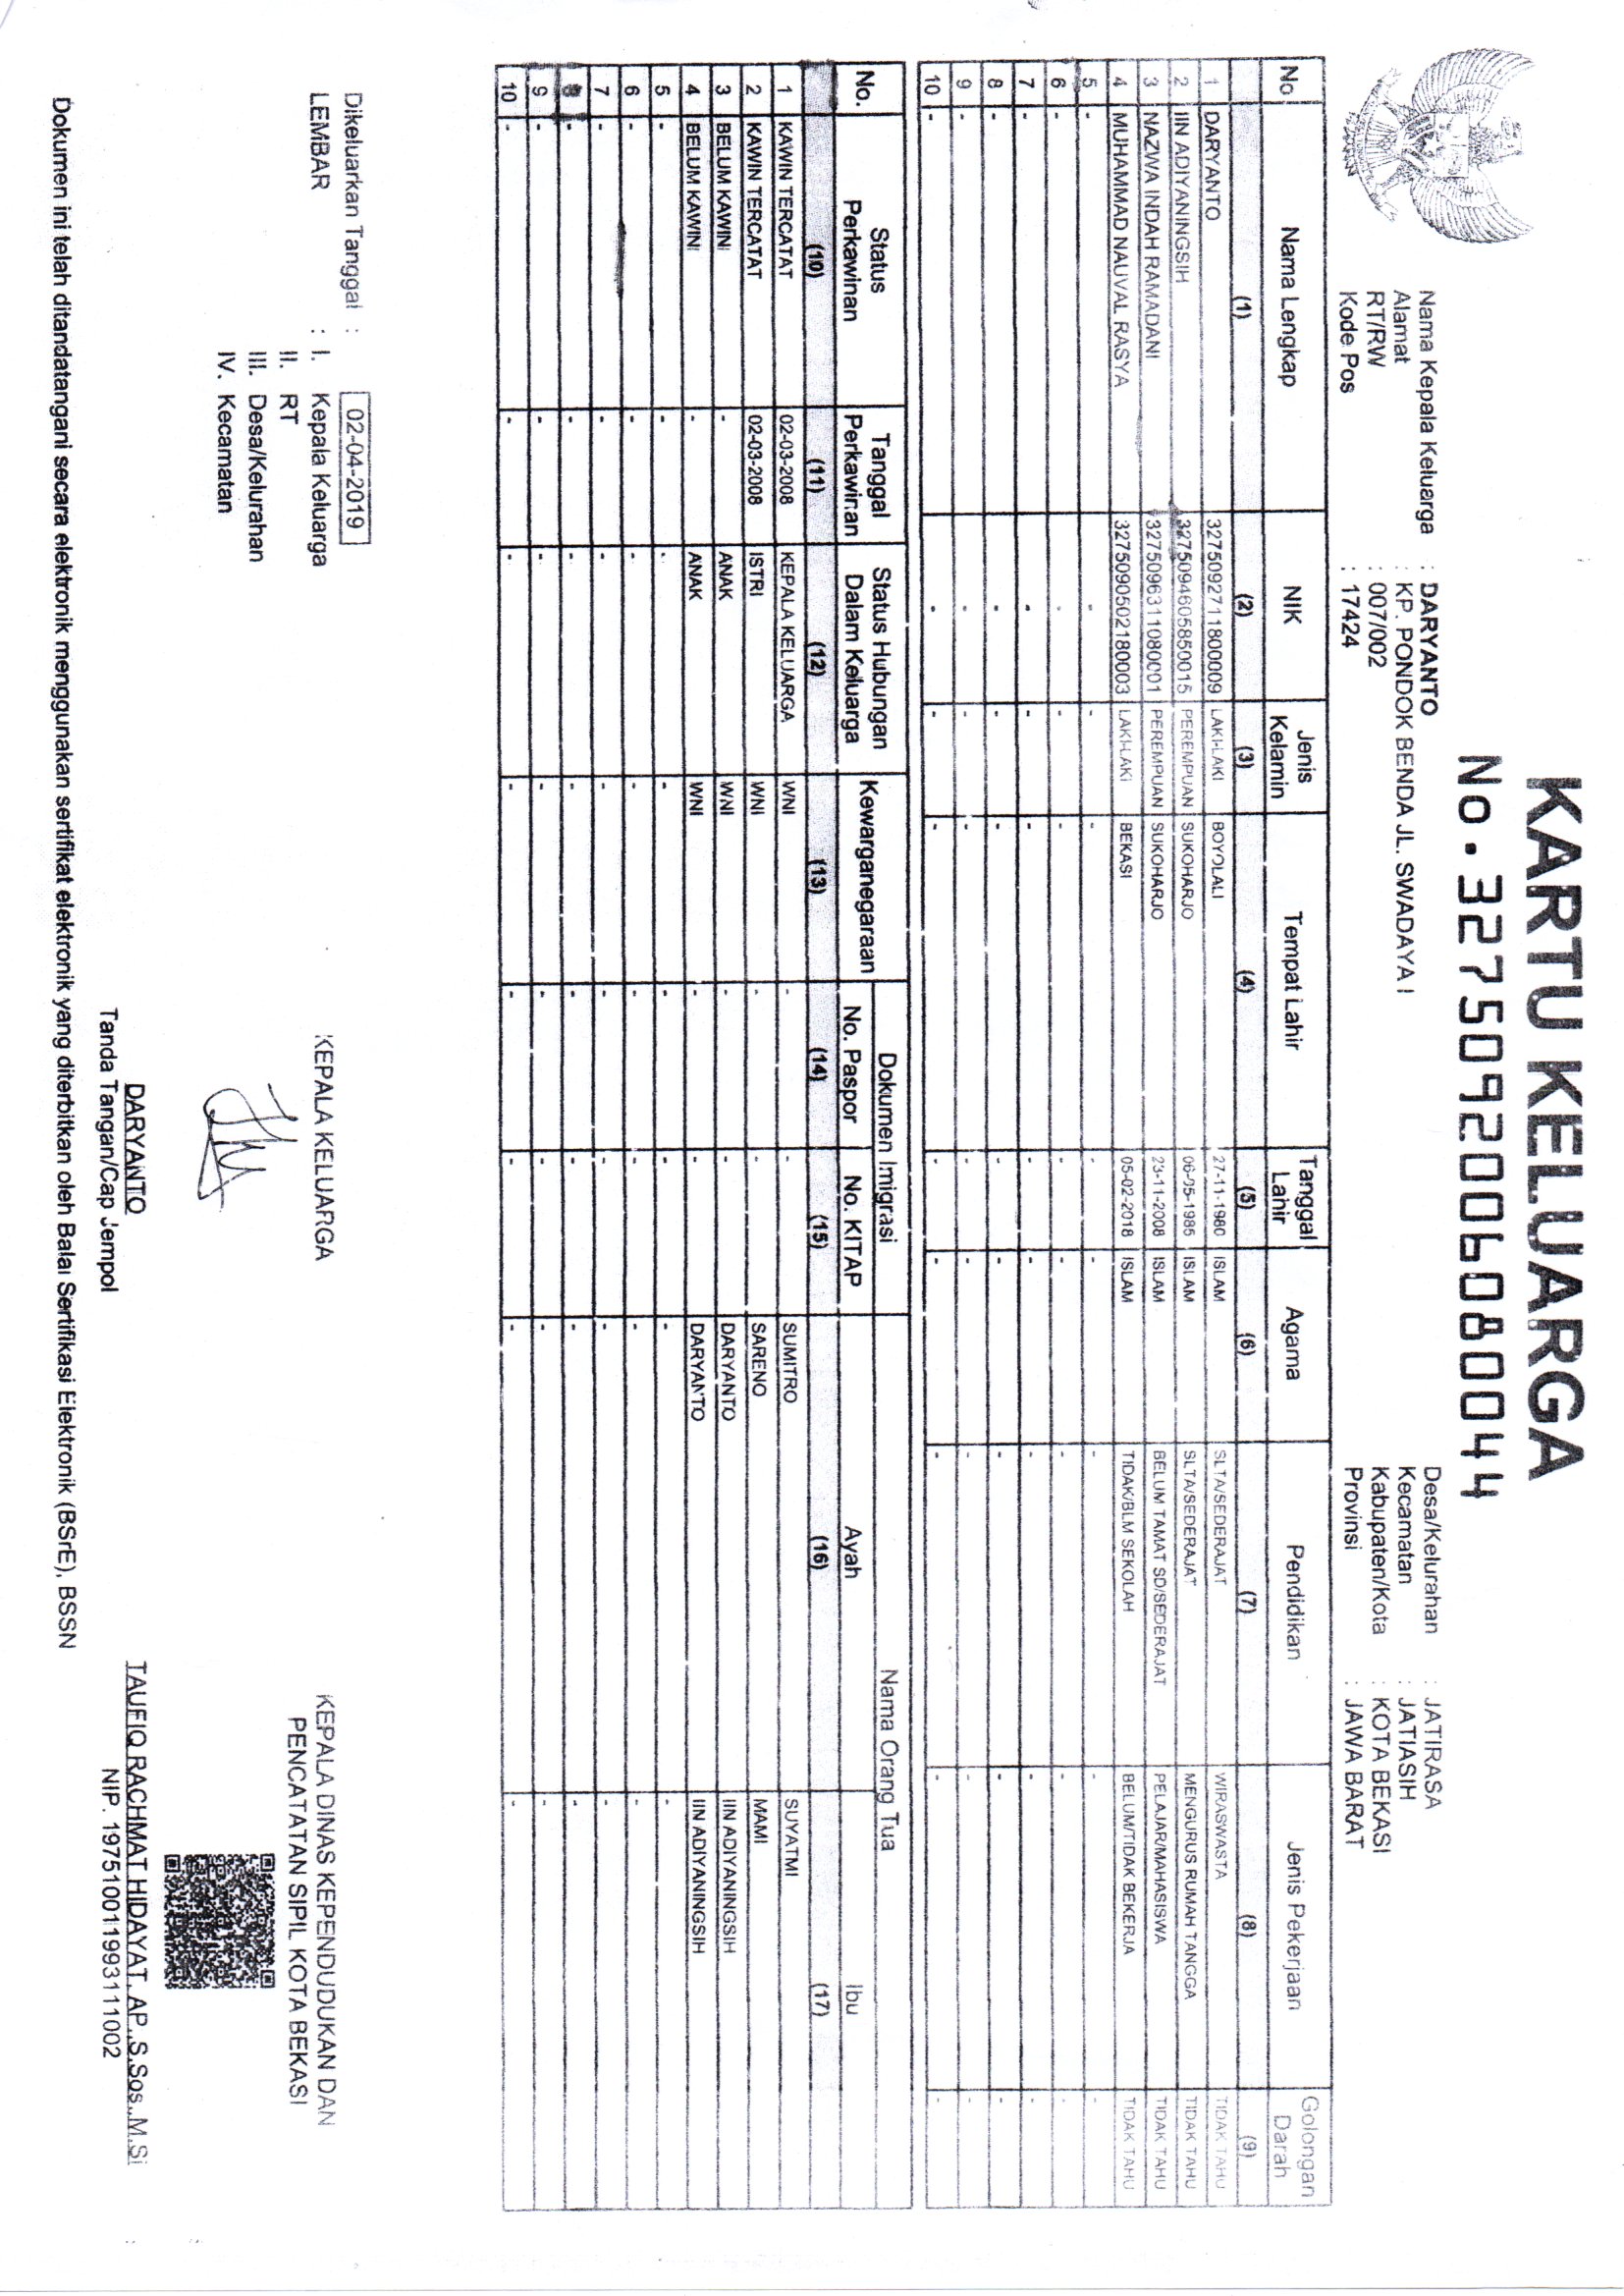 KARTU KELUARGA
No. 3275092006080044
Nama Kepala Keluarga : DARYANTO
Alamat : KP. PONDOK BENDA JL. SWADAYA I
RT/RW : 007/002
Kode Pos : 17424
Desa/Kelurahan : JATIRASA
Kecamatan : JATIASIH
Kabupaten/Kota : KOTA BEKASI
Provinsi : JAWA BARAT
No Nama Lengkap NIK Jenis Kelamin Tempat Lahir Tanggal Lahir Agama Pendidikan Jenis Pekerjaan Golongan Darah
(1) (2) (3) (4) (5) (6) (7) (8) (9)
1 DARYANTO 3275092711800009 LAKI-LAKI BOYOLALI 27-11-1980 ISLAM SLTA/SEDERAJAT WIRASWASTA TIDAK TAHU
2 IIN ADIYANINGSIH 3275094605850015 PEREMPUAN SUKOHARJO 06-05-1985 ISLAM SLTA/SEDERAJAT MENGURUS RUMAH TANGGA TIDAK TAHU
3 NAZWA INDAH RAMADANI 3275096311080001 PEREMPUAN SUKOHARJO 23-11-2008 ISLAM BELUM TAMAT SD/SEDERAJAT PELAJAR/MAHASISWA TIDAK TAHU
4 MUHAMMAD NAUVAL RASYA 3275090502180003 LAKI-LAKI BEKASI 05-02-2018 ISLAM TIDAK/BLM SEKOLAH BELUM/TIDAK BEKERJA TIDAK TAHU
5 - - - - - - - - -
6 - - - - - - - - -
7 - - - - - - - - -
8 - - - - - - - - -
9 - - - - - - - - -
10 - - - - - - - - -
No. Status Perkawinan Tanggal Perkawinan Status Hubungan Dalam Keluarga Kewarganegaraan Dokumen Imigrasi Nama Orang Tua
No. Paspor No. KITAP Ayah Ibu
(10) (11) (12) (13) (14) (15) (16) (17)
1 KAWIN TERCATAT 02-03-2008 KEPALA KELUARGA WNI - - SUMITRO SUYATMI
2 KAWIN TERCATAT 02-03-2008 ISTRI WNI - - SARENO MAMI
3 BELUM KAWIN - ANAK WNI - - DARYANTO IIN ADIYANINGSIH
4 BELUM KAWIN - ANAK WNI - - DARYANTO IIN ADIYANINGSIH
5 - - - - - - - -
6 - - - - - - - -
7 - - - - - - - -
8 - - - - - - - -
9 - - - - - - - -
10 - - - - - - - -
Dikeluarkan Tanggal : 02-04-2019
LEMBAR : I. Kepala Keluarga
II. RT
III. Desa/Kelurahan
IV. Kecamatan
KEPALA KELUARGA
DARYANTO
Tanda Tangan/Cap Jempol
KEPALA DINAS KEPENDUDUKAN DAN
PENCATATAN SIPIL KOTA BEKASI
TAUFIQ RACHMAT HIDAYAT, AP.,S.Sos.,M.Si
NIP. 197510011993111002
Dokumen ini telah ditandatangani secara elektronik menggunakan sertifikat elektronik yang diterbitkan oleh Balai Sertifikasi Elektronik (BSrE), BSSN